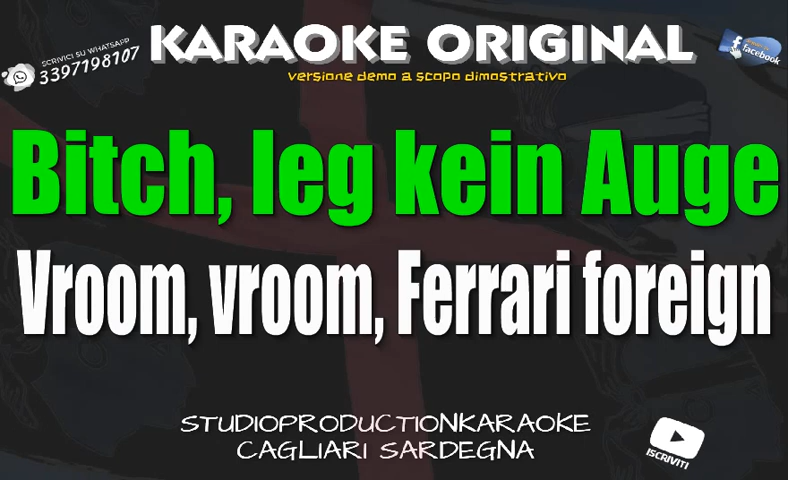 SCRIVICI SU WHATSAPP
3397198107
KARAOKE ORIGINAL
versione demo a scopo dimostrativo
facebook
Bitch, leg kein Auge
Vroom, vroom, Ferrari foreign
STUDIOPRODUCTIONKARAOKE
CAGLIARI SARDEGNA
ISCRIVITI